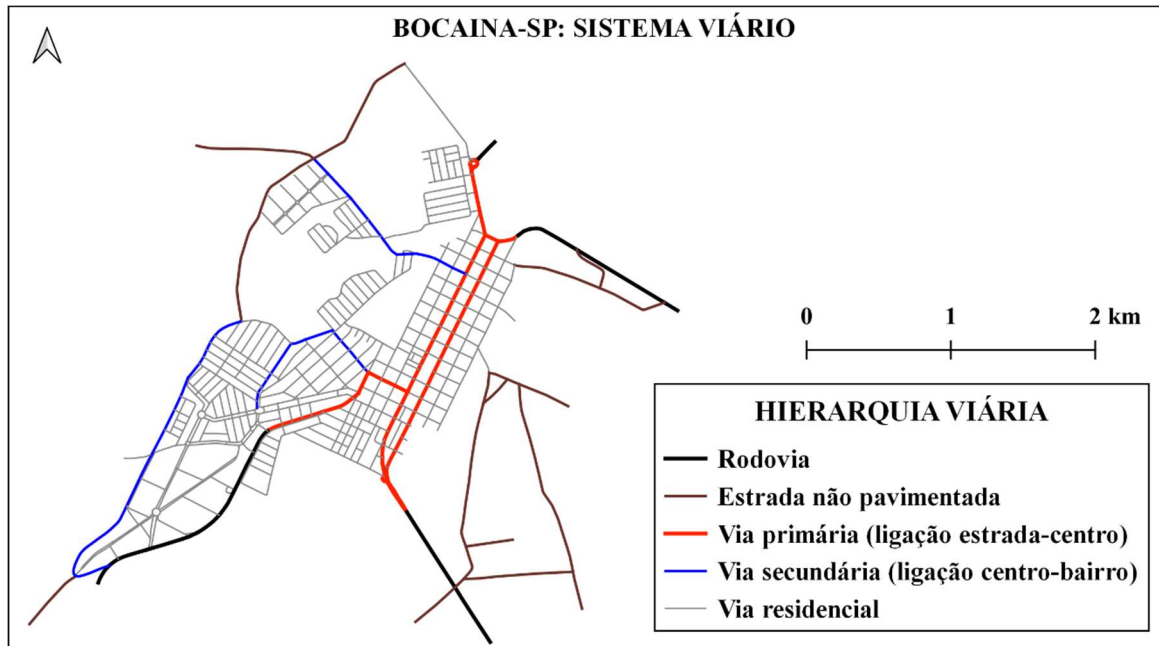 BOCAINA-SP: SISTEMA VIÁRIO
0 1 2 km
HIERARQUIA VIÁRIA
Rodovia
Estrada não pavimentada
Via primária (ligação estrada-centro)
Via secundária (ligação centro-bairro)
Via residencial